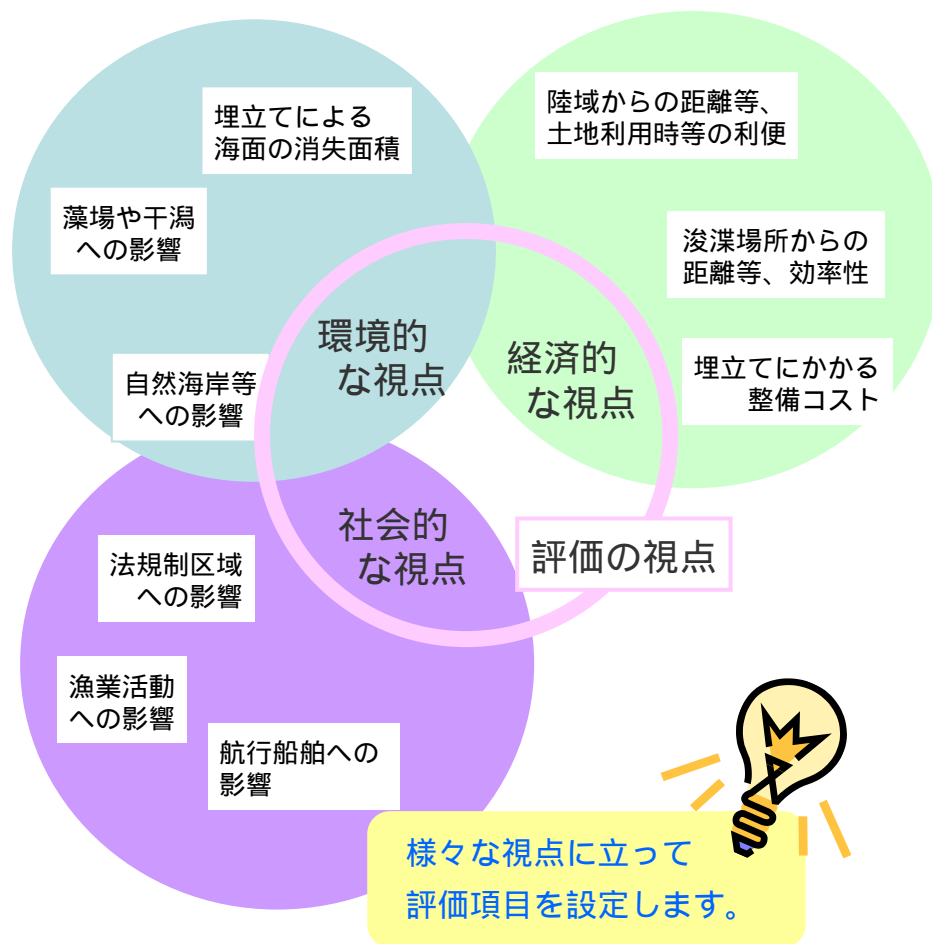 埋立てによる
海面の消失面積
藻場や干潟
への影響
自然海岸等
への影響
環境的
な視点
陸域からの距離等、
土地利用時等の利便
浚渫場所からの
距離等、効率性
埋立てにかかる
整備コスト
経済的
な視点
社会的
な視点
評価の視点
法規制区域
への影響
漁業活動
への影響
航行船舶への
影響
様々な視点に立って
評価項目を設定します。